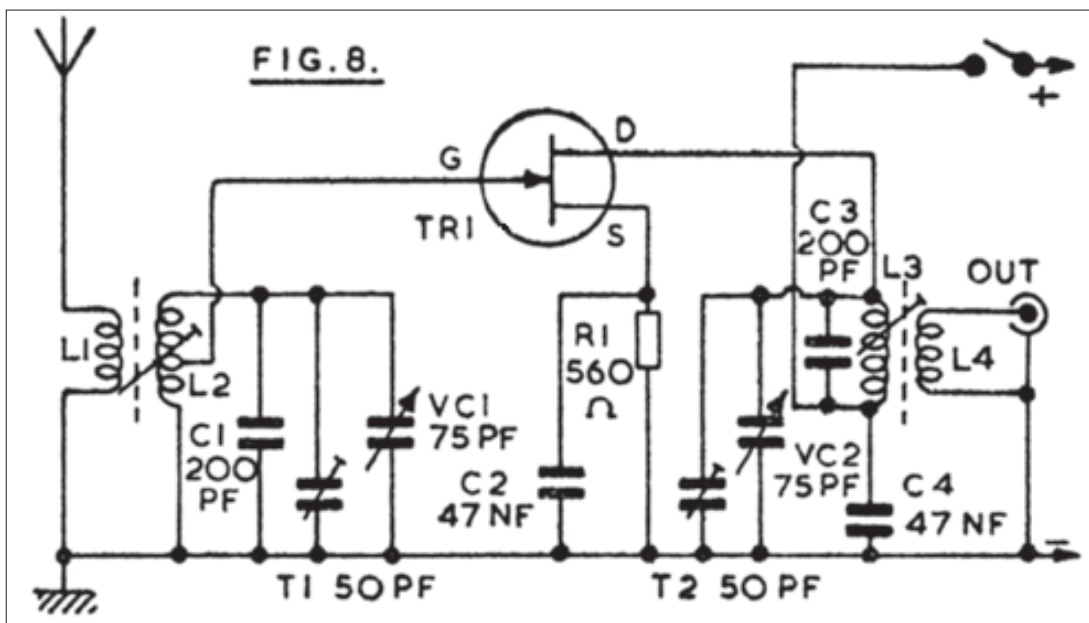 FIG.8.
+
D
G
TR1
S
C3
200
PF
L3
OUT
L1
L2
R1
560
Ω
L4
VC1
75 PF
C1
200
PF
C2
47 NF
VC2
75 PF
C4
47 NF
T1 50 PF
T2 50 PF
-